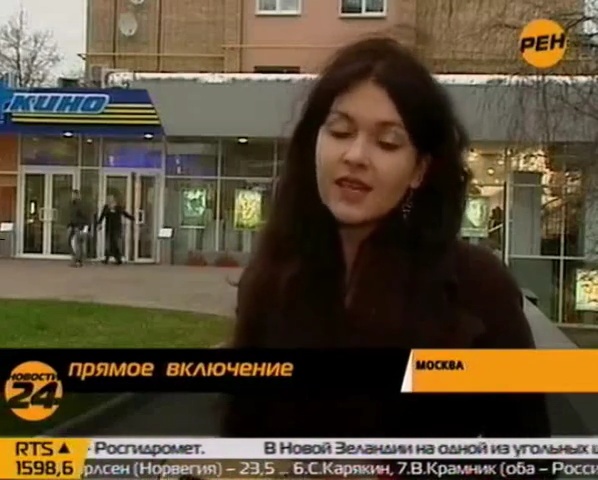 РЕН
КИНО
ПРЯМОЕ ВКЛЮЧЕНИЕ
МОСКВА
НОВОСТИ
24
RTS▲
- Росгидромет. В Новой Зеландии на одной из угольных ш
1598,6
рлсен (Норвегия) – 23,5 .. 6.С.Карякин, 7.В.Крамник (оба – Росси